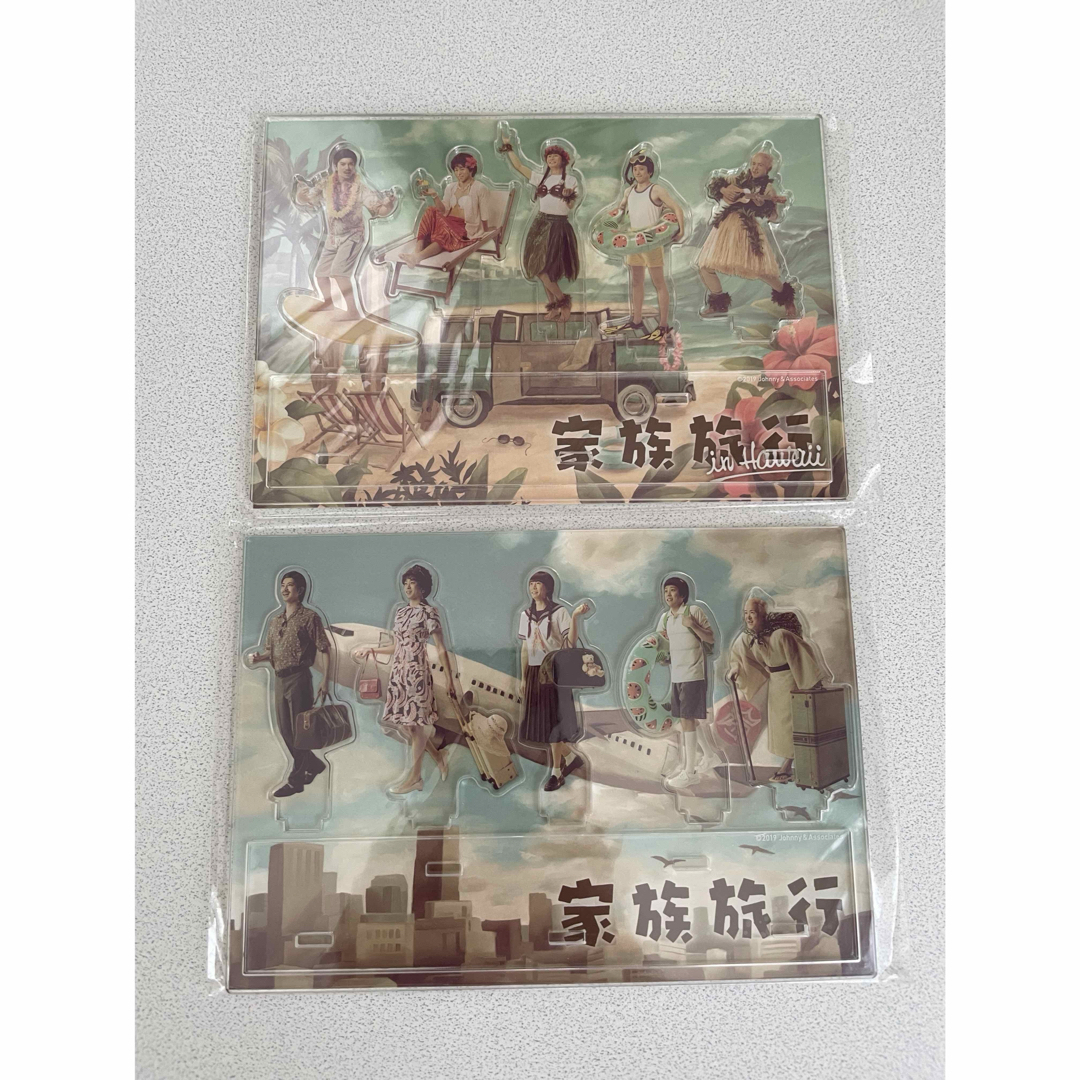 ©2019 Johnny & Associates
家族旅行
in Hawaii
©2019 Johnny & Associates
家族旅行